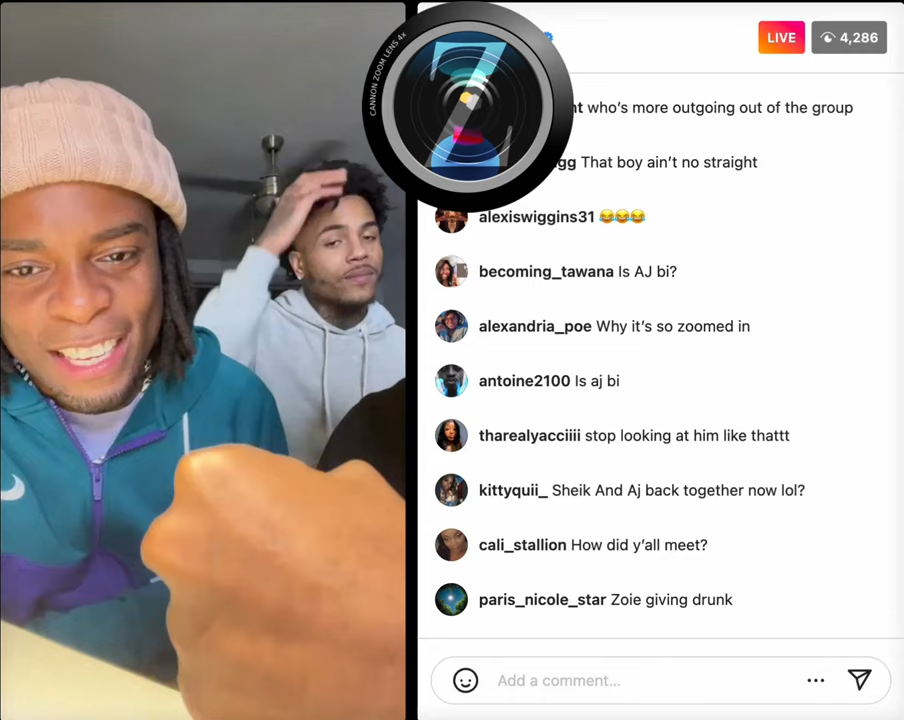 CANNON ZOOM LENS 4x
Z
LIVE
4,286
nt who’s more outgoing out of the group
gg That boy ain’t no straight
alexiswiggins31 😂😂😂
becoming_tawana Is AJ bi?
alexandria_poe Why it’s so zoomed in
antoine2100 Is aj bi
tharealyacciiii stop looking at him like thattt
kittyquii_ Sheik And Aj back together now lol?
cali_stallion How did y’all meet?
paris_nicole_star Zoie giving drunk
Add a comment...